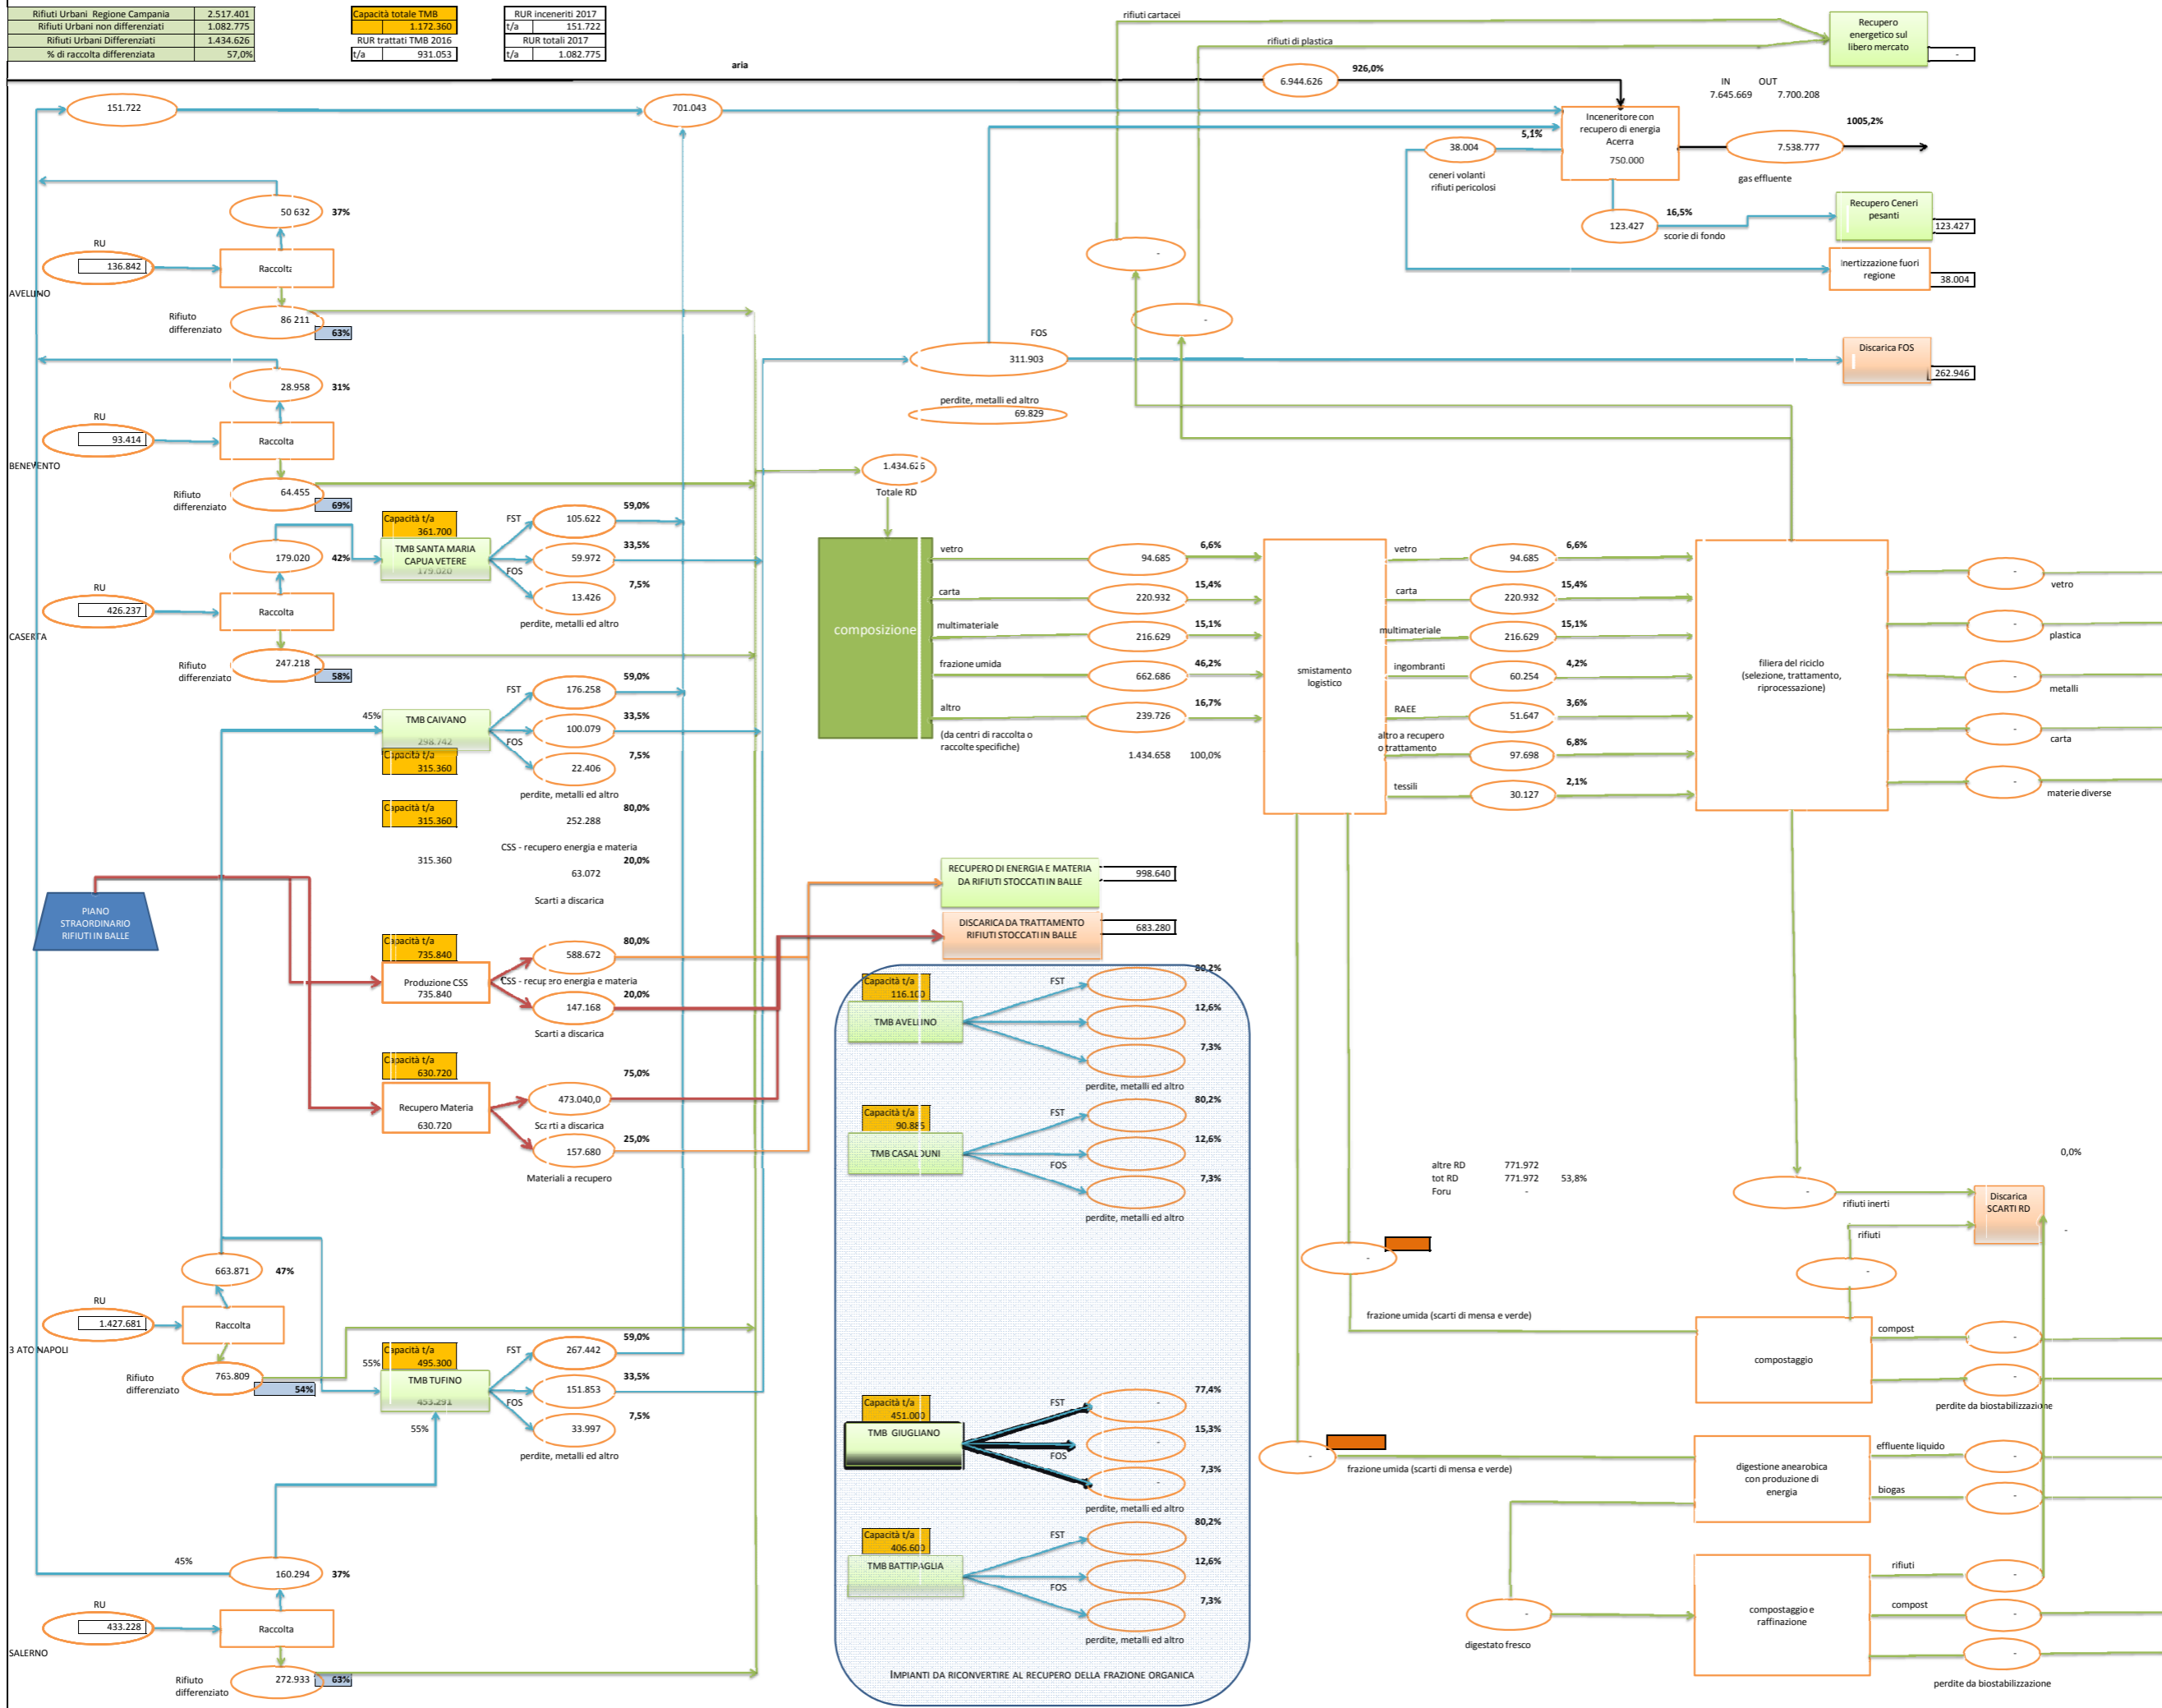 Rifiuti Urbani Regione Campania 2.517.401
Rifiuti Urbani non differenziati 1.082.775
Rifiuti Urbani Differenziati 1.434.626
% di raccolta differenziata 57,0%
Capacità totale TMB
1.172.360
RUR trattati TMB 2016
t/a 931.053
RUR inceneriti 2017
t/a 151.722
RUR totali 2017
t/a 1.082.775
aria
6.944.626
926,0%
rifiuti cartacei
rifiuti di plastica
Recupero
energetico sul
libero mercato
-
IN OUT
7.645.669 7.700.208
151.722
701.043
Inceneritore con
recupero di energia
Acerra
750.000
5,1%
38.004
ceneri volanti
rifiuti pericolosi
1005,2%
7.538.777
gas effluente
16,5%
123.427
scorie di fondo
Recupero Ceneri
pesanti
123.427
Inertizzazione fuori
regione
38.004
50 632
37%
RU
136.842
Raccolta
AVELLINO
Rifiuto
differenziato
86 211
63%
-
-
FOS
311.903
Discarica FOS
262.946
perdite, metalli ed altro
69.829
28.958
31%
RU
93.414
Raccolta
BENEVENTO
Rifiuto
differenziato
64.455
69%
1.434.626
Totale RD
179.020
42%
RU
426.237
Raccolta
CASERTA
Rifiuto
differenziato
247.218
58%
Capacità t/a
361.700
TMB SANTA MARIA
CAPUA VETERE
179.020
FST
105.622
59,0%
59.972
33,5%
FOS
13.426
7,5%
perdite, metalli ed altro
45%
TMB CAIVANO
298.742
Capacità t/a
315.360
FST
176.258
59,0%
100.079
33,5%
FOS
22.406
7,5%
perdite, metalli ed altro
composizione
vetro
94.685
6,6%
carta
220.932
15,4%
multimateriale
216.629
15,1%
frazione umida
662.686
46,2%
altro
239.726
16,7%
(da centri di raccolta o
raccolte specifiche)
1.434.658 100,0%
smistamento
logistico
vetro
94.685
6,6%
carta
220.932
15,4%
multimateriale
216.629
15,1%
ingombranti
60.254
4,2%
RAEE
51.647
3,6%
altro a recupero
o trattamento
97.698
6,8%
tessili
30.127
2,1%
filiera del riciclo
(selezione, trattamento,
riprocessazione)
-
vetro
-
plastica
-
metalli
-
carta
-
materie diverse
Capacità t/a
315.360
80,0%
252.288
CSS - recupero energia e materia
315.360
20,0%
63.072
Scarti a discarica
PIANO
STRAORDINARIO
RIFIUTI IN BALLE
RECUPERO DI ENERGIA E MATERIA
DA RIFIUTI STOCCATI IN BALLE
998.640
DISCARICA DA TRATTAMENTO
RIFIUTI STOCCATI IN BALLE
683.280
Capacità t/a
735.840
Produzione CSS
735.840
80,0%
588.672
CSS - recupero energia e materia
20,0%
147.168
Scarti a discarica
Capacità t/a
630.720
Recupero Materia
630.720
75,0%
473.040,0
Scarti a discarica
25,0%
157.680
Materiali a recupero
Capacità t/a
116.100
TMB AVELLINO
FST
80,2%
12,6%
7,3%
perdite, metalli ed altro
Capacità t/a
90.885
TMB CASALDUNI
FST
80,2%
12,6%
FOS
7,3%
perdite, metalli ed altro
Capacità t/a
451.000
TMB GIUGLIANO
FST
-
77,4%
-
15,3%
FOS
-
7,3%
perdite, metalli ed altro
Capacità t/a
406.600
TMB BATTIPAGLIA
FST
80,2%
12,6%
FOS
7,3%
perdite, metalli ed altro
IMPIANTI DA RICONVERTIRE AL RECUPERO DELLA FRAZIONE ORGANICA
altre RD 771.972
tot RD 771.972 53,8%
Foru -
0,0%
-
rifiuti inerti
Discarica
SCARTI RD
-
rifiuti
-
-
frazione umida (scarti di mensa e verde)
compostaggio
compost
-
-
perdite da biostabilizzazione
-
frazione umida (scarti di mensa e verde)
digestione anearobica
con produzione di
energia
effluente liquido
-
biogas
-
-
digestato fresco
compostaggio e
raffinazione
rifiuti
-
compost
-
-
perdite da biostabilizzazione
663.871
47%
RU
1.427.681
Raccolta
3 ATO NAPOLI
Rifiuto
differenziato
763.809
54%
Capacità t/a
495.300
55%
TMB TUFINO
453.291
55%
FST
267.442
59,0%
151.853
33,5%
FOS
33.997
7,5%
perdite, metalli ed altro
45%
160.294
37%
RU
433.228
Raccolta
SALERNO
Rifiuto
differenziato
272.933
63%